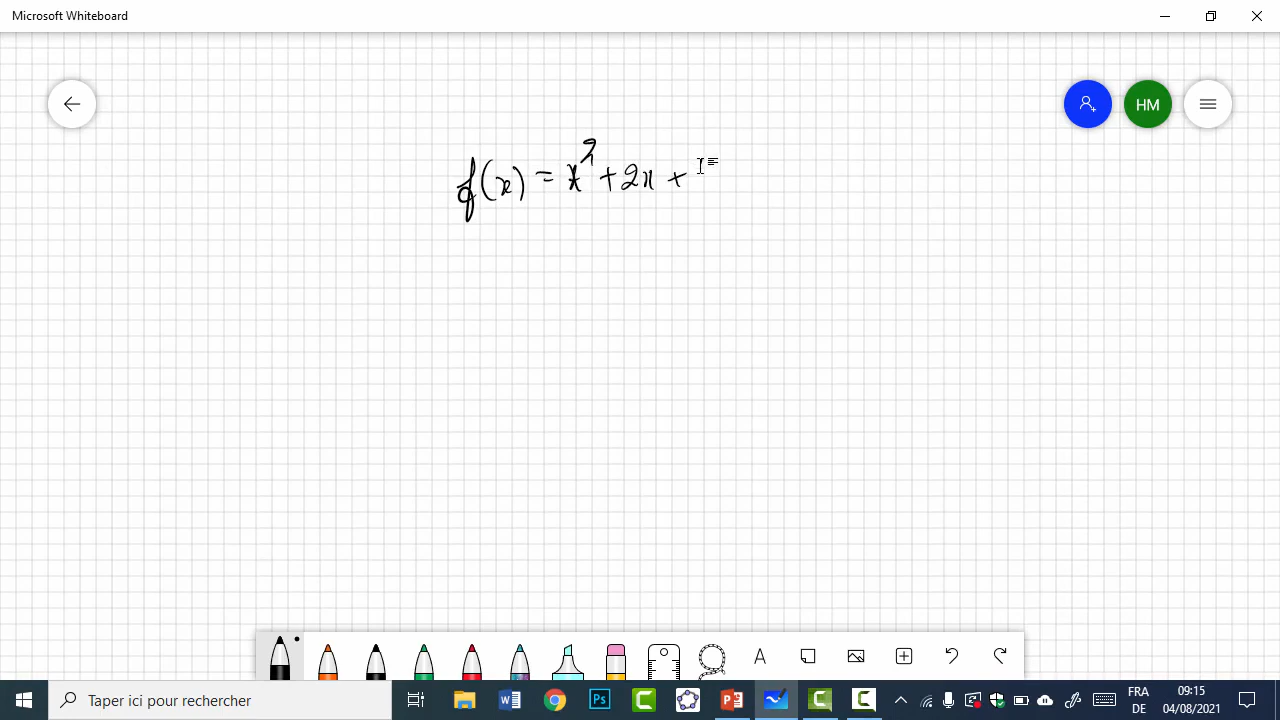 Microsoft Whiteboard
HM
f(x) = x² + 2x +
A
Taper ici pour rechercher
FRA
DE
09:15
04/08/2021